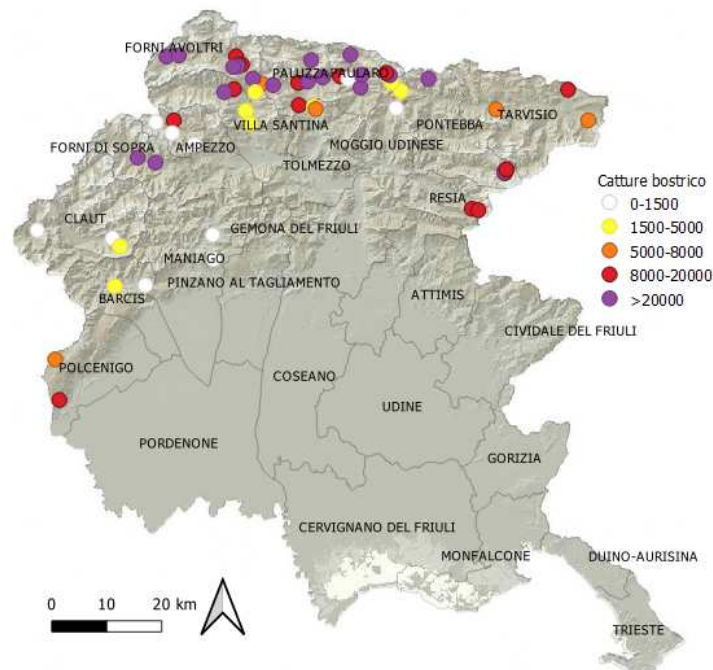 FORNI AVOLTRI
PALUZZA
PAULARO
TARVISIO
VILLA SANTINA
PONTEBBA
FORNI DI SOPRA
AMPEZZO
MOGGIO UDINESE
TOLMEZZO
Catture bostrico
0-1500
1500-5000
5000-8000
8000-20000
>20000
RESIA
CLAUT
GEMONA DEL FRIULI
MANIAGO
PINZANO AL TAGLIAMENTO
BARCIS
ATTIMIS
CIVIDALE DEL FRIULI
POLCENIGO
COSEANO
UDINE
PORDENONE
GORIZIA
CERVIGNANO DEL FRIULI
MONFALCONE
DUINO-AURISINA
0 10 20 km
TRIESTE